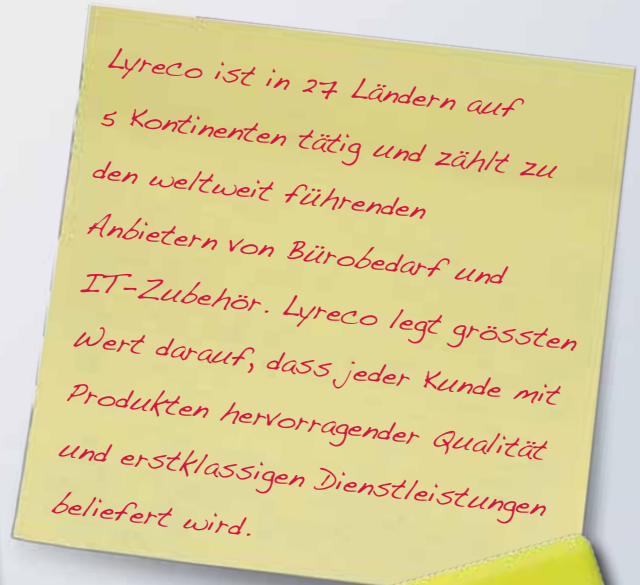 Lyreco ist in 27 Ländern auf
5 Kontinenten tätig und zählt zu
den weltweit führenden
Anbietern von Bürobedarf und
IT-Zubehör. Lyreco legt grössten
Wert darauf, dass jeder Kunde mit
Produkten hervorragender Qualität
und erstklassigen Dienstleistungen
beliefert wird.